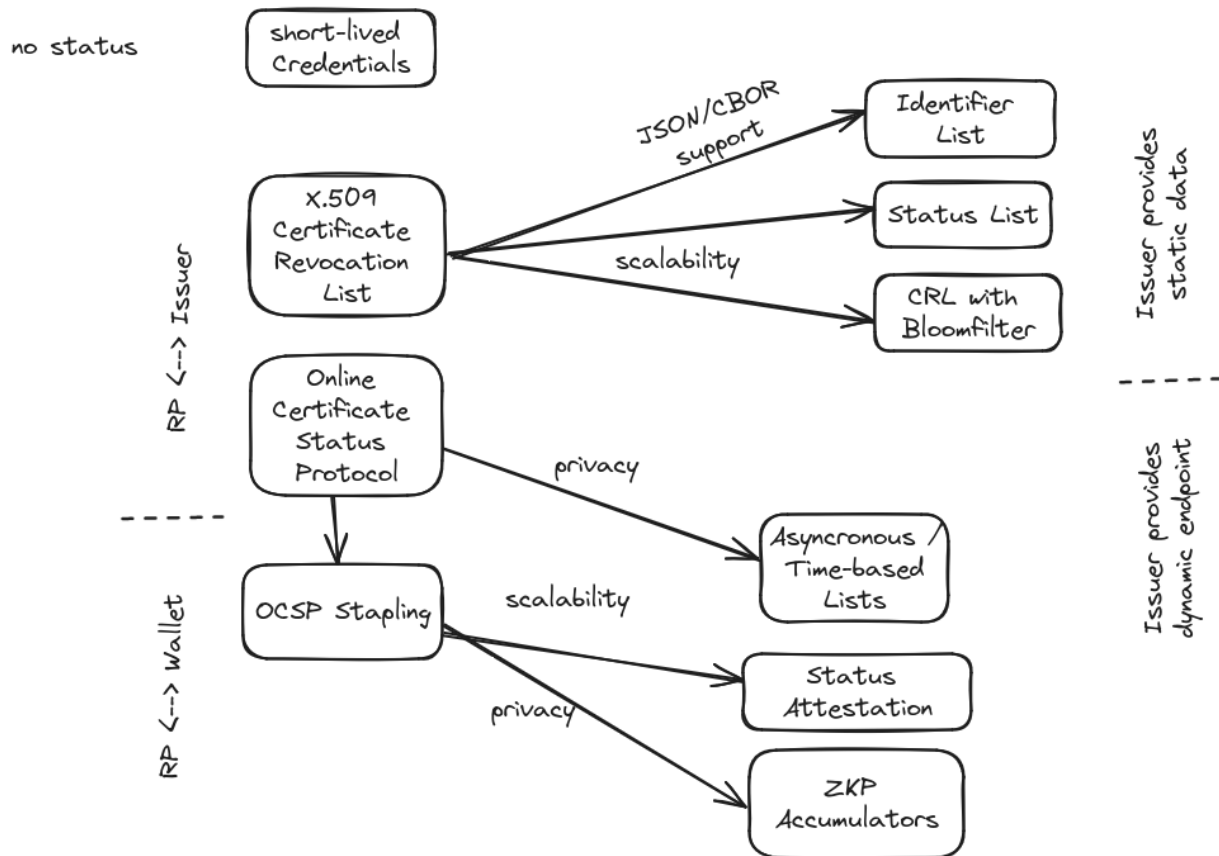 no status
short-lived
Credentials
JSON/CBOR
support
Identifier
List
X.509
Certificate
Revocation
List
Status List
scalability
CRL with
Bloomfilter
Issuer provides
static data
RP <--> Issuer
Online
Certificate
Status
Protocol
privacy
Asyncronous /
Time-based
Lists
Issuer provides
dynamic endpoint
OCSP Stapling
scalability
RP <--> Wallet
Status
Attestation
privacy
ZKP
Accumulators